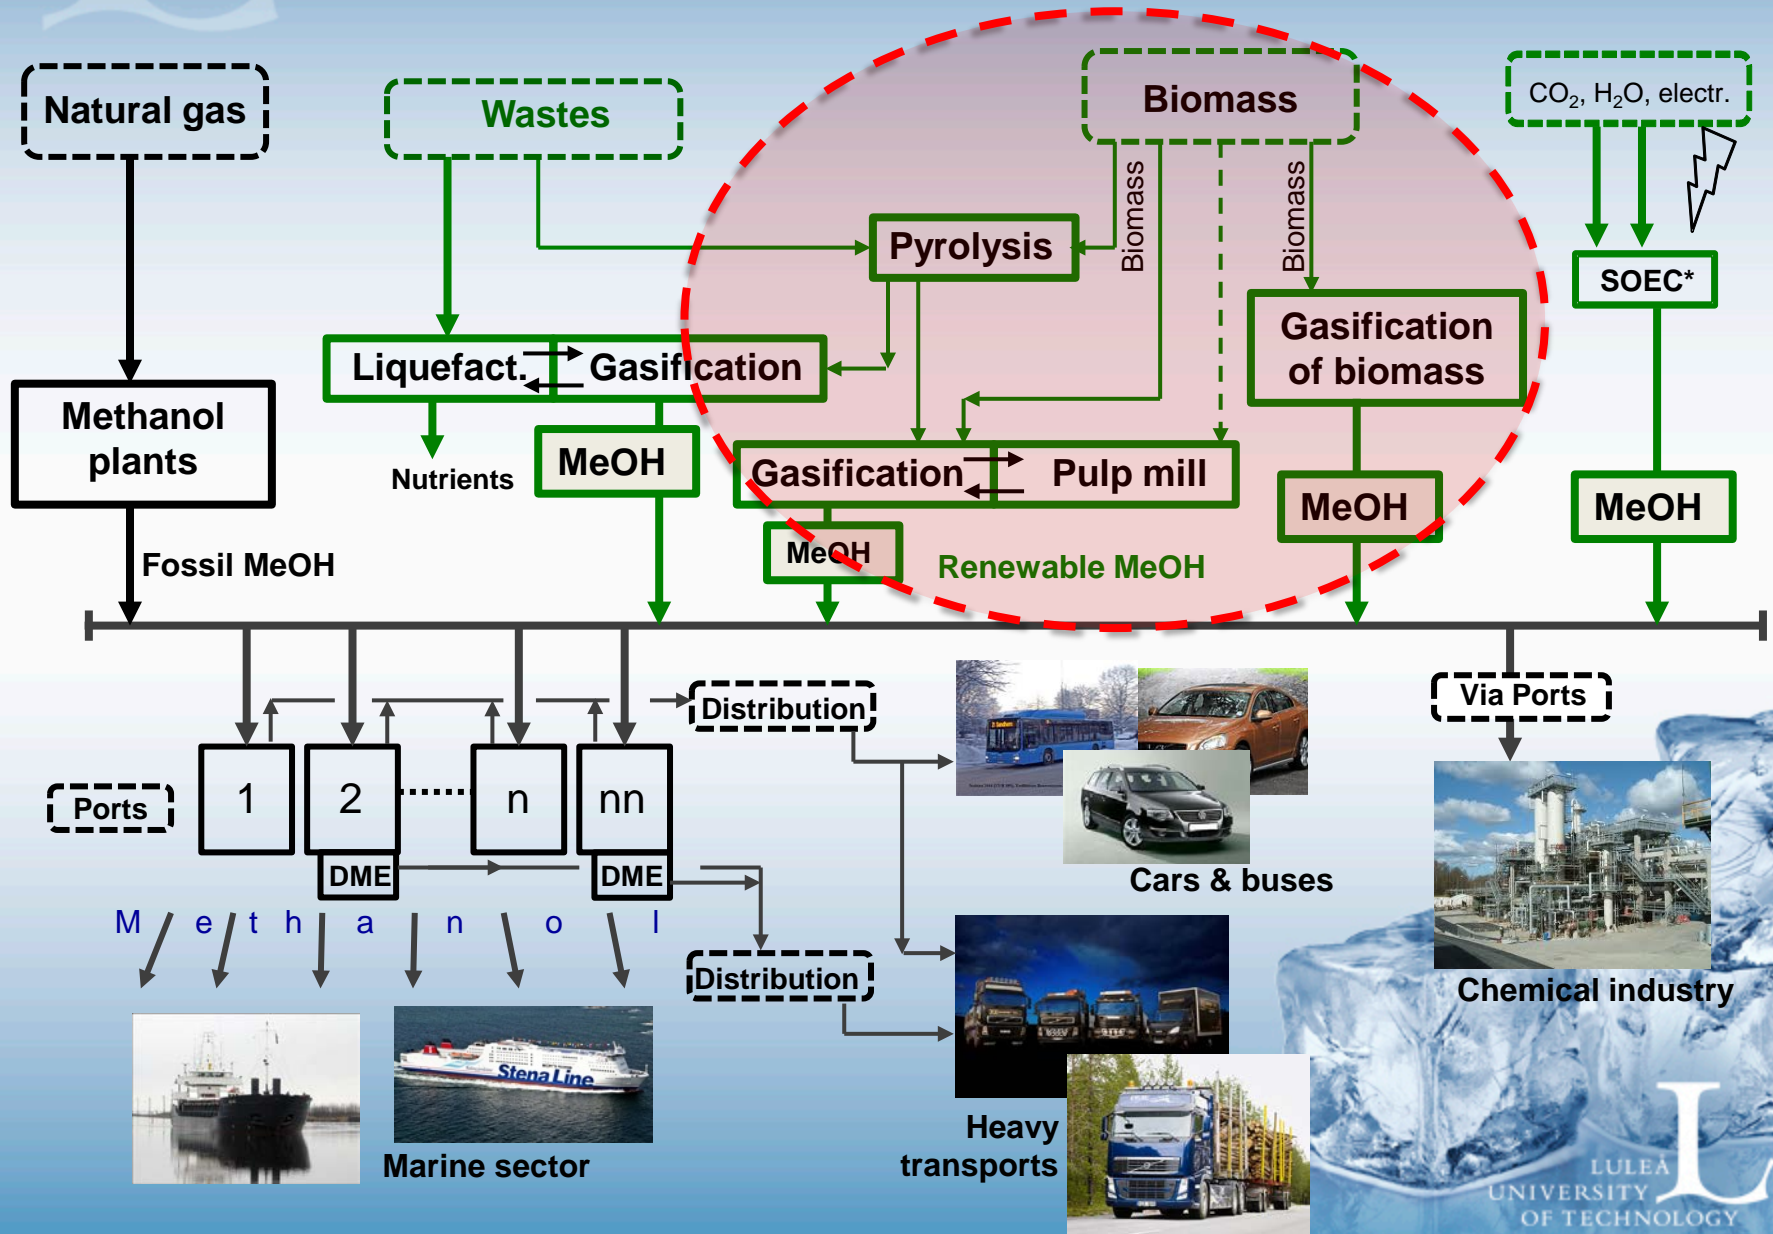 Natural gas
Wastes
Biomass
CO₂, H₂O, electr.
Biomass
Biomass
Pyrolysis
SOEC*
Liquefact.
Gasification
Gasification
of biomass
Methanol
plants
Nutrients
MeOH
Gasification
Pulp mill
MeOH
MeOH
Fossil MeOH
MeOH
Renewable MeOH
Distribution
Via Ports
Ports
1
2
n
nn
DME
DME
Cars & buses
M e t h a n o l
Distribution
Chemical industry
Stena Line
Marine sector
Heavy
transports
LULEÅ
UNIVERSITY
OF TECHNOLOGY